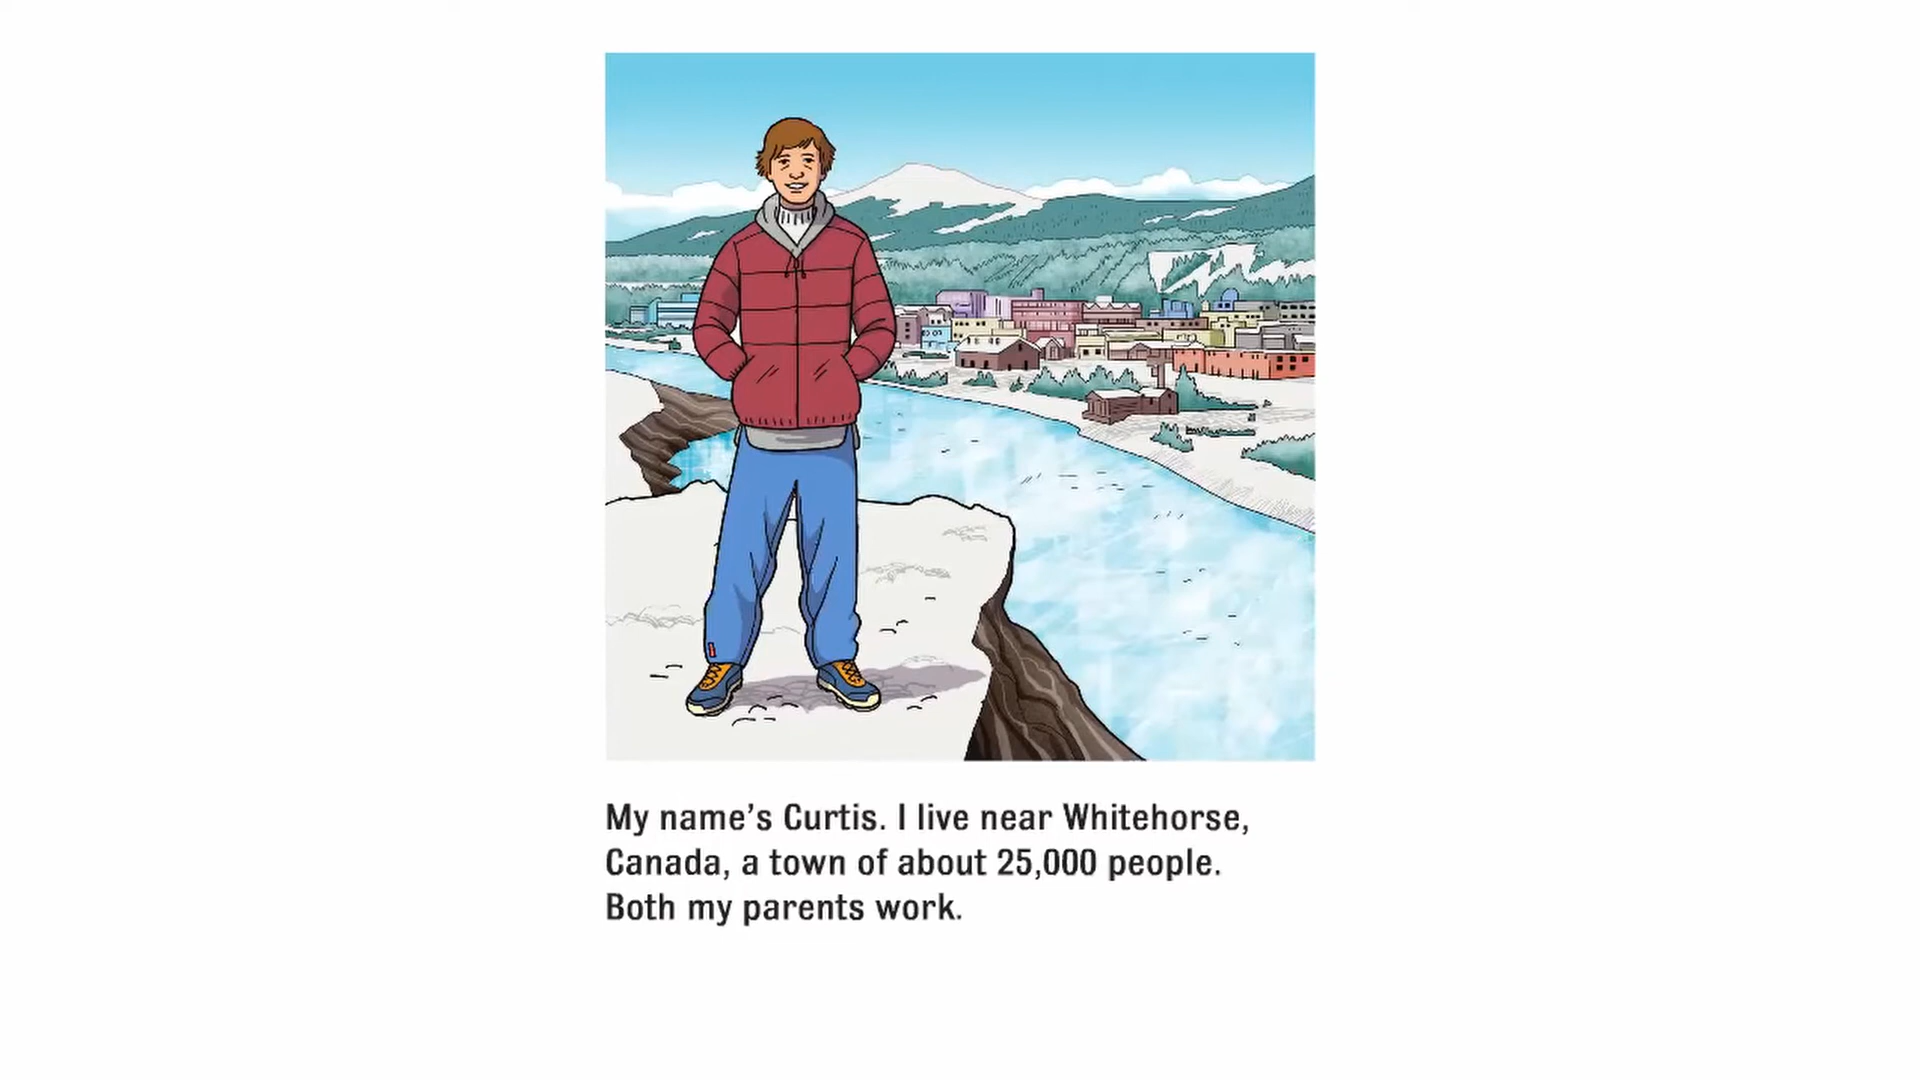 My name's Curtis. I live near Whitehorse,
Canada, a town of about 25,000 people.
Both my parents work.